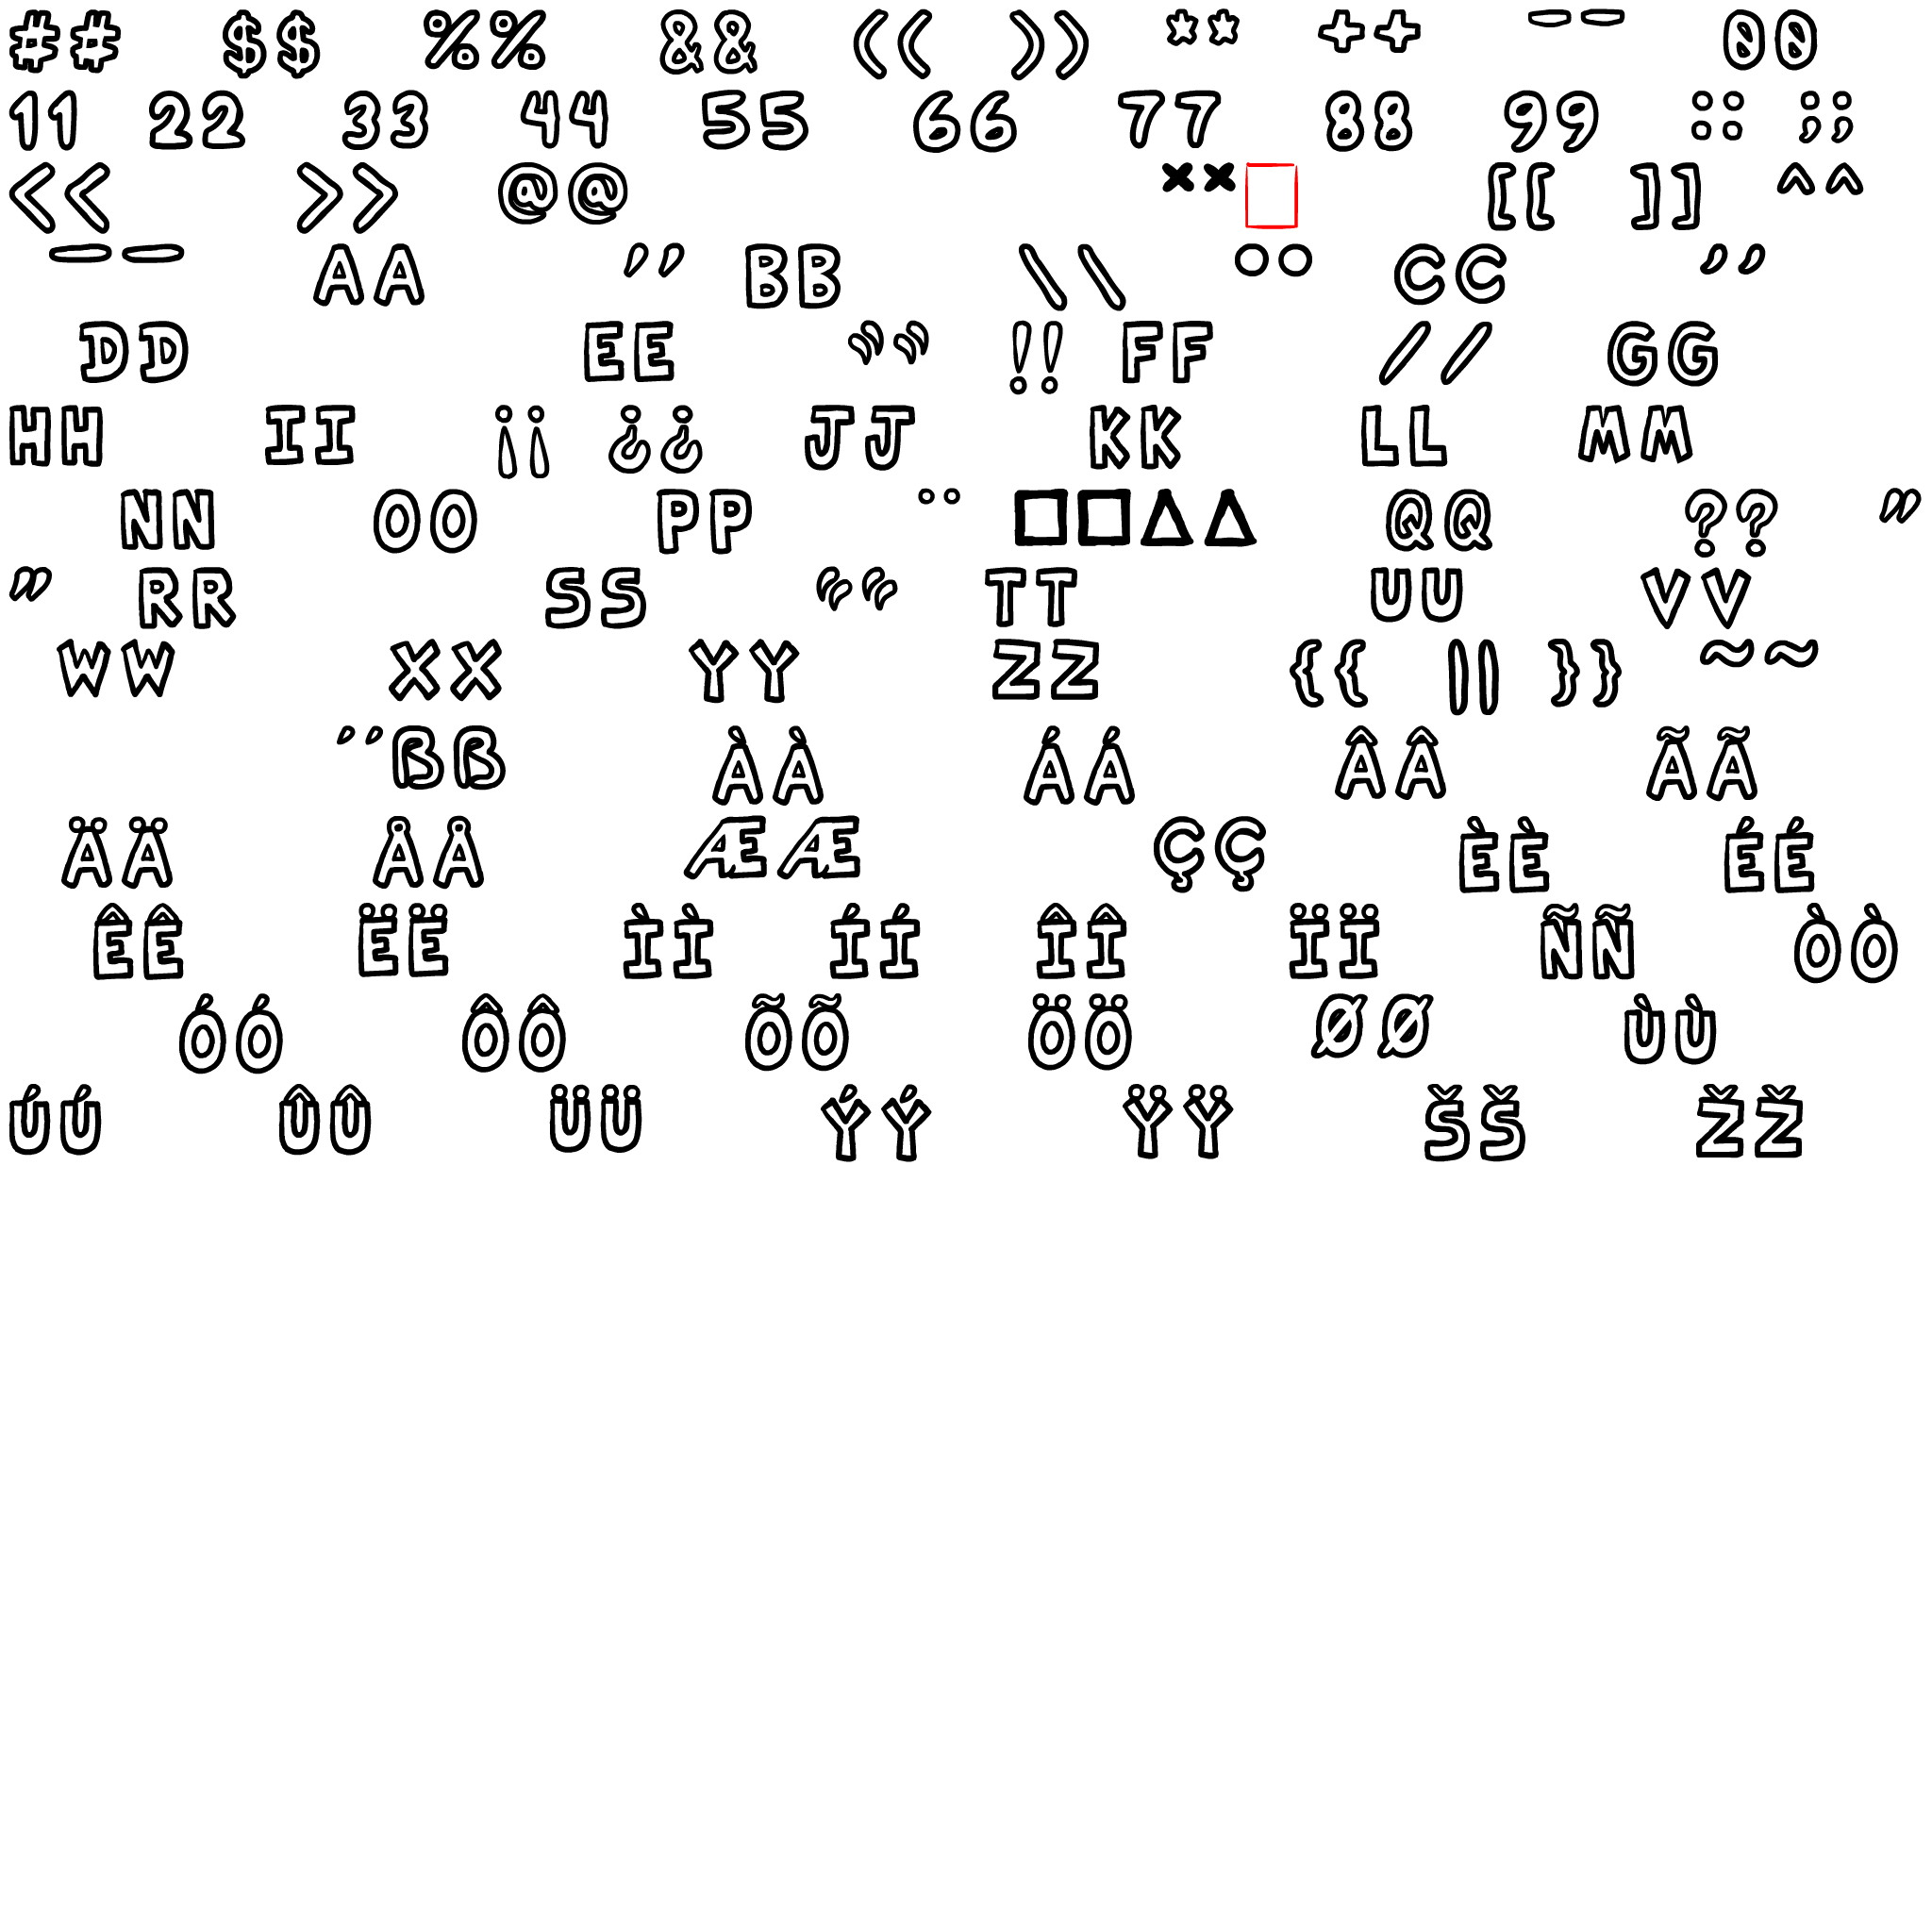 ## $$ %% && (( )) ** ++ -- 00
11 22 33 44 55 66 77 88 99 :: ;;
<< >> @@ ×× [[ ]] ^^
__ AA ′′ BB \\ °° CC ’’
DD EE ”” !! FF // GG
HH II ¡¡ ¿¿ JJ KK LL MM
NN OO PP ¨ □□△△ QQ ?? "
" RR SS ““ TT UU VV
WW XX YY ZZ {{ || }} ~~
´´ßß ÀÀ ÁÁ ÂÂ ÃÃ
ÄÄ ÅÅ ÆÆ ÇÇ ÈÈ ÉÉ
ÊÊ ËË ÌÌ ÍÍ ÎÎ ÏÏ ÑÑ ÒÒ
ÓÓ ÔÔ ÕÕ ÖÖ ØØ ÙÙ
ÚÚ ÛÛ ÜÜ ÝÝ ŸŸ ŠŠ ŽŽ